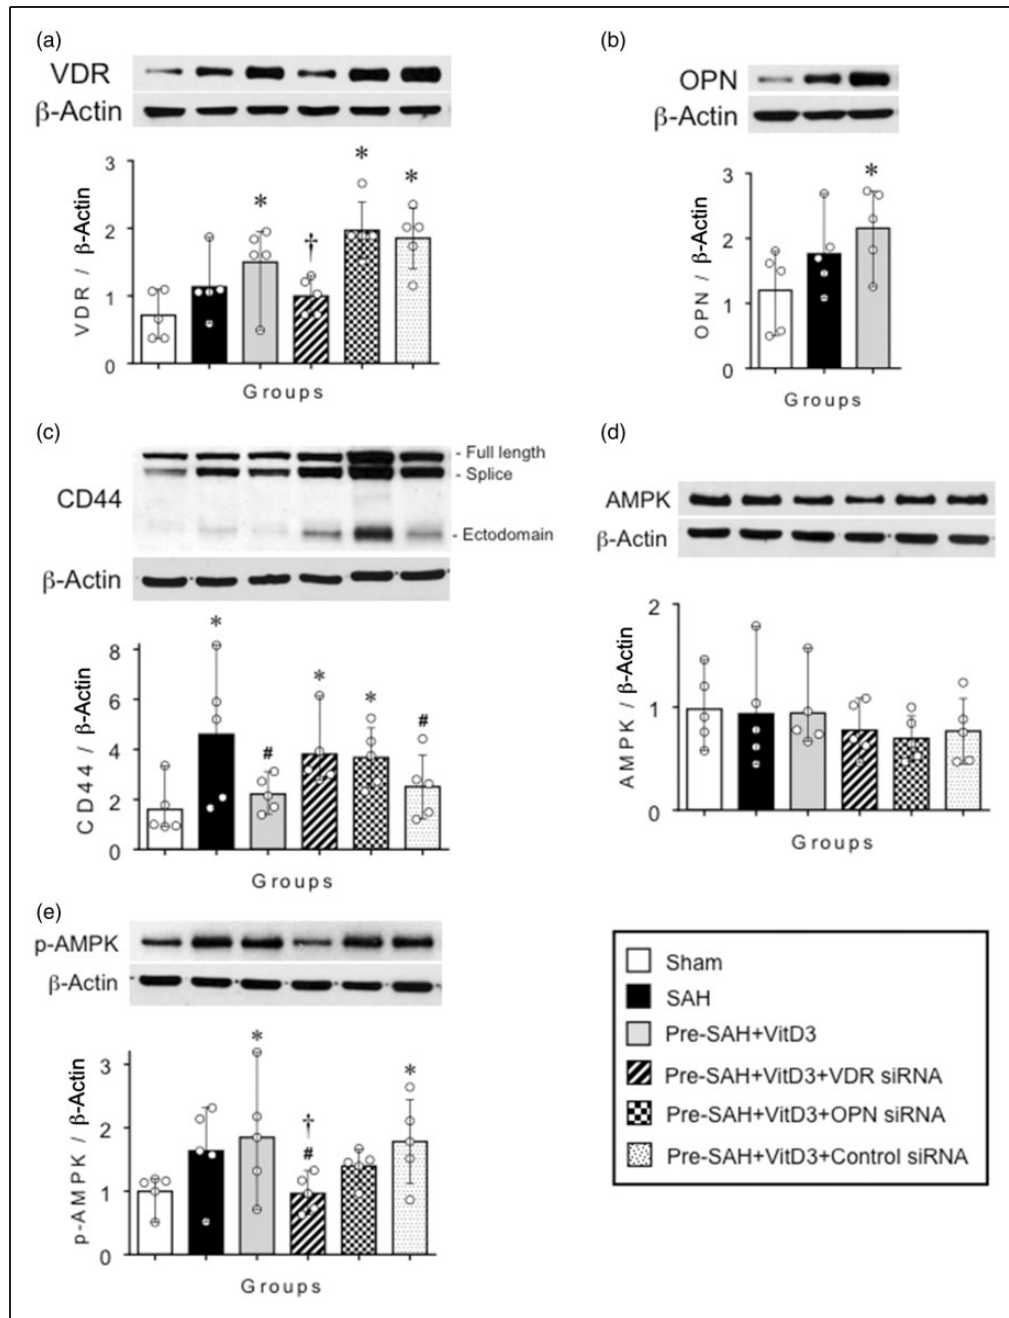 (a)
VDR
β-Actin
3
2
1
0
VDR / β-Actin
* † * *
Groups
(b)
OPN
β-Actin
3
2
1
0
OPN / β-Actin
*
Groups
(c)
CD44
- Full length
- Splice
- Ectodomain
β-Actin
8
6
4
2
0
CD44 / β-Actin
* # * * #
Groups
(d)
AMPK
β-Actin
2
1
0
AMPK / β-Actin
Groups
(e)
p-AMPK
β-Actin
3
2
1
0
p-AMPK / β-Actin
* † *
#
Groups
Sham
SAH
Pre-SAH+VitD3
Pre-SAH+VitD3+VDR siRNA
Pre-SAH+VitD3+OPN siRNA
Pre-SAH+VitD3+Control siRNA